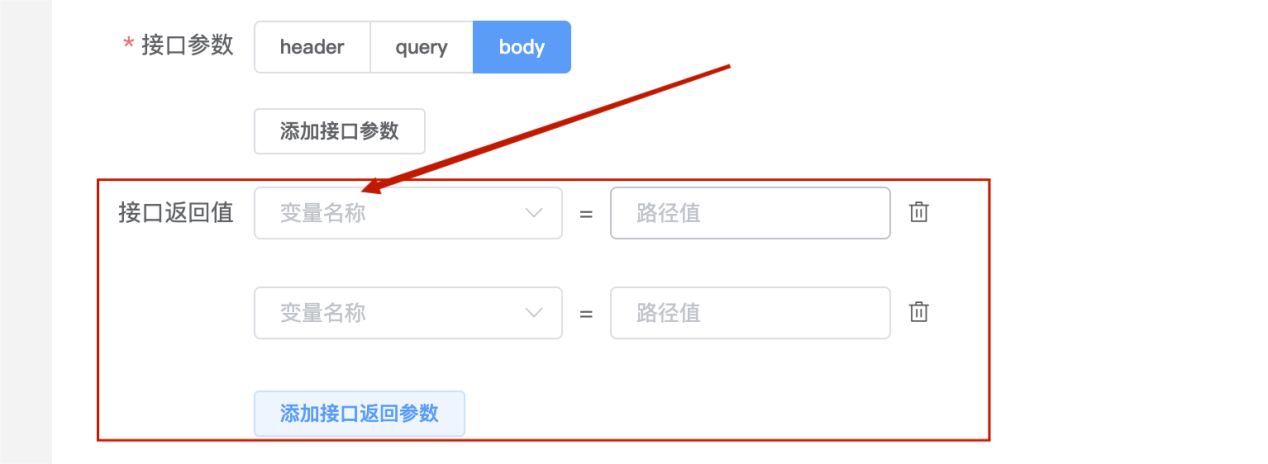 * 接口参数 header query body
添加接口参数
接口返回值 变量名称 = 路径值
变量名称 = 路径值
添加接口返回参数